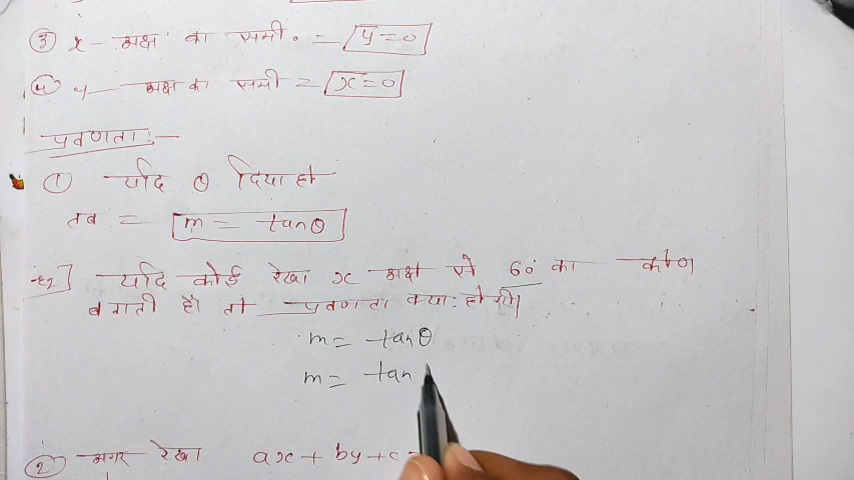 ③ x- अक्ष का समी. = y=0
④ y अक्ष का समी = x=0
प्रवणता:-
① यदि θ दिया हो
तब = m = tanθ
यदि कोई रेखा x अक्ष से 60° का कोण
बनाती है। तो प्रवणता क्या: होगी।
m = tanθ
m = tan
② अगर रेखा ax + by + c =